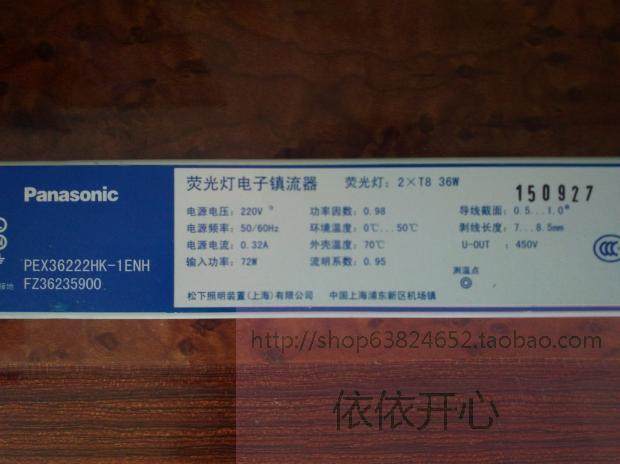 Panasonic
PEX36222HK-1ENH
接地 FZ36235900
荧光灯电子镇流器 荧光灯: 2×T8 36W
150927
电源电压: 220V 功率因数: 0.98 导线截面: 0.5...1.0
电源频率: 50/60Hz 环境温度: 0℃...50℃ 剥线长度: 7...8.5mm
电源电流: 0.32A 外壳温度: 70℃ U-OUT : 450V
输入功率: 72W 流明系数: 0.95
测温点
松下照明装置(上海)有限公司 中国上海浦东新区机场镇
http://shop63824652.taobao.com
依依开心